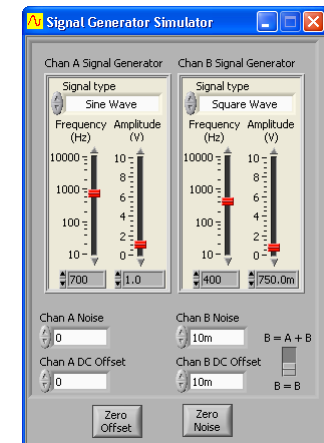 Signal Generator Simulator
Chan A Signal Generator
Chan B Signal Generator
Signal type
Sine Wave
Signal type
Square Wave
Frequency (Hz)
Amplitude (V)
Frequency (Hz)
Amplitude (V)
10000
1000
100
10
10
8
6
4
2
0
10000
1000
100
10
10
8
6
4
2
0
700
1.0
400
750.0m
Chan A Noise
0
Chan B Noise
10m
B = A + B
B = B
Chan A DC Offset
0
Chan B DC Offset
10m
Zero Offset
Zero Noise